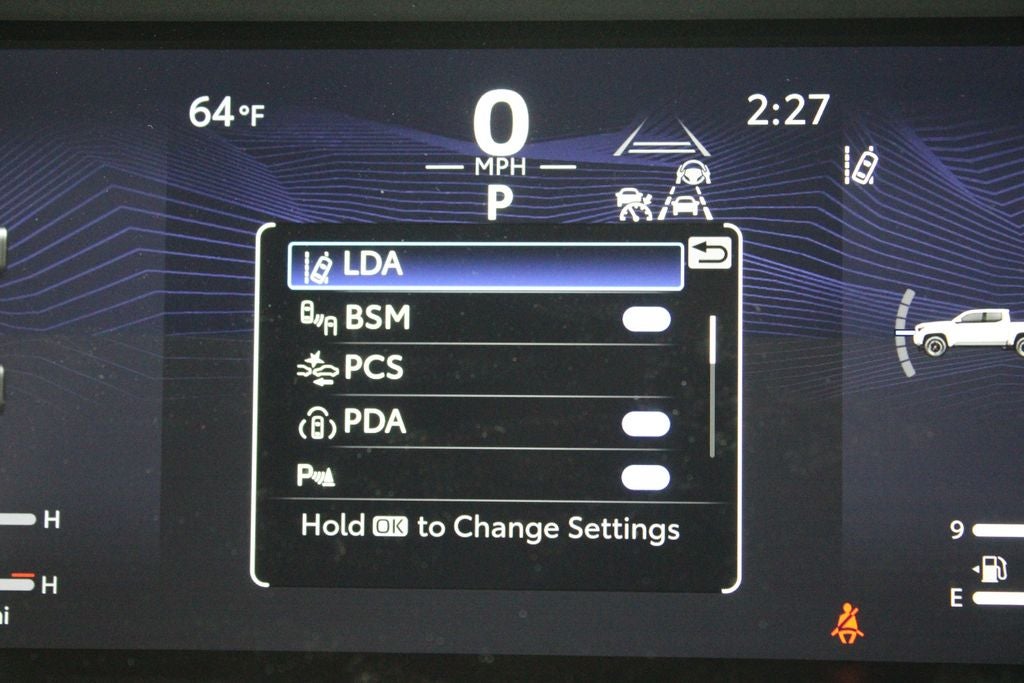 64°F
0
MPH
P
2:27
LDA
BSM
PCS
PDA
P
Hold OK to Change Settings
H
H
9
E